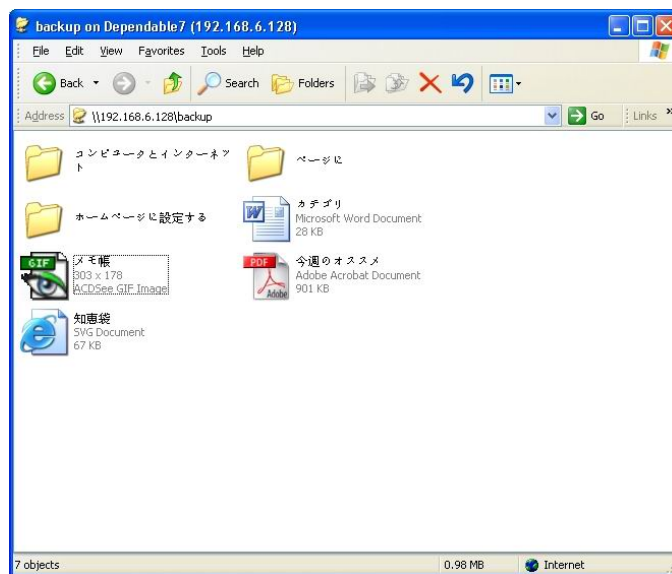 backup on Dependable7 (192.168.6.128)
File Edit View Favorites Tools Help
Back Search Folders
Address \\192.168.6.128\backup Go Links »
コンピュータとインターネッ
ト
ページに
ホームページに設定する
カテゴリ
Microsoft Word Document
28 KB
GIF
メモ帳
303 x 178
ACDSee GIF Image
PDF
Adobe
今週のオススメ
Adobe Acrobat Document
901 KB
知恵袋
SVG Document
67 KB
7 objects 0.98 MB Internet